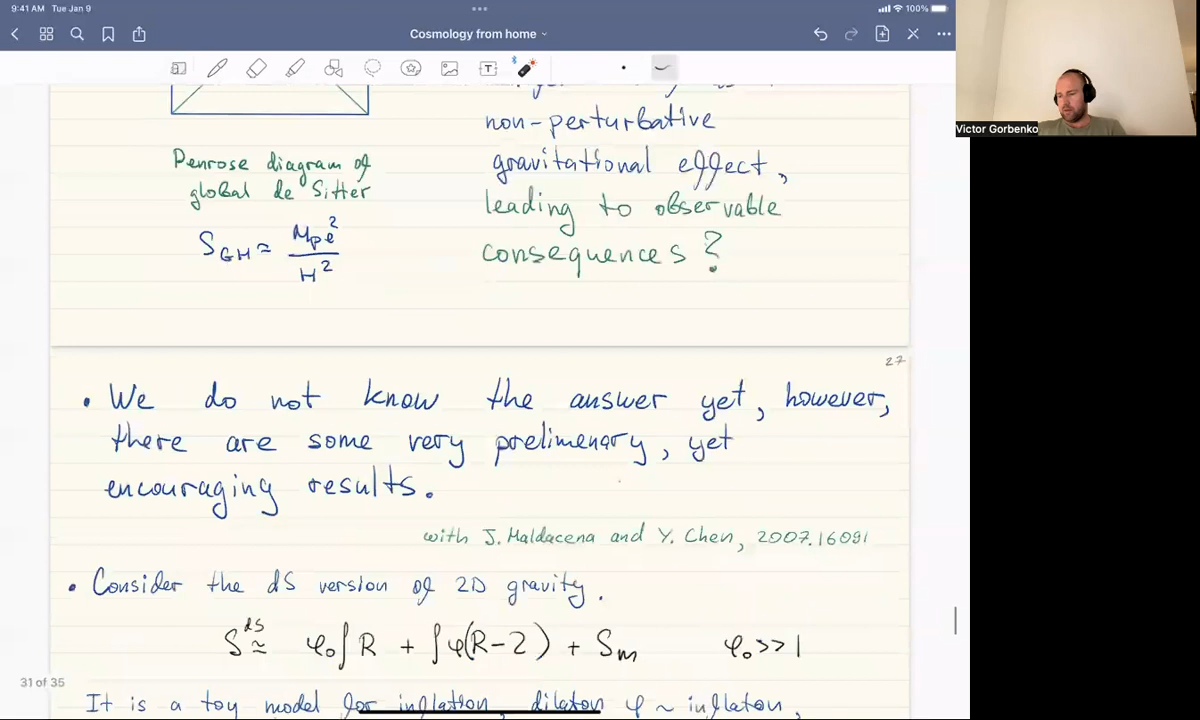 9:41 AM Tue Jan 9
100%
Cosmology from home
Victor Gorbenko
non-perturbative
Penrose diagram of
global de Sitter
gravitational effect,
leading to observable
consequences?
S_GH ≈ M_pe^2 / H^2
27
• We do not know the answer yet, however,
there are some very prelimenary, yet
encouraging results.
with J. Maldacena and Y. Chen, 2007.16091
• Consider the dS version of 2D gravity.
S^dS ≈ φ₀∫R + ∫φ(R-2) + S_m φ₀>>1
31 of 35
It is a toy model for inflation, dilaton φ ~ inflaton,